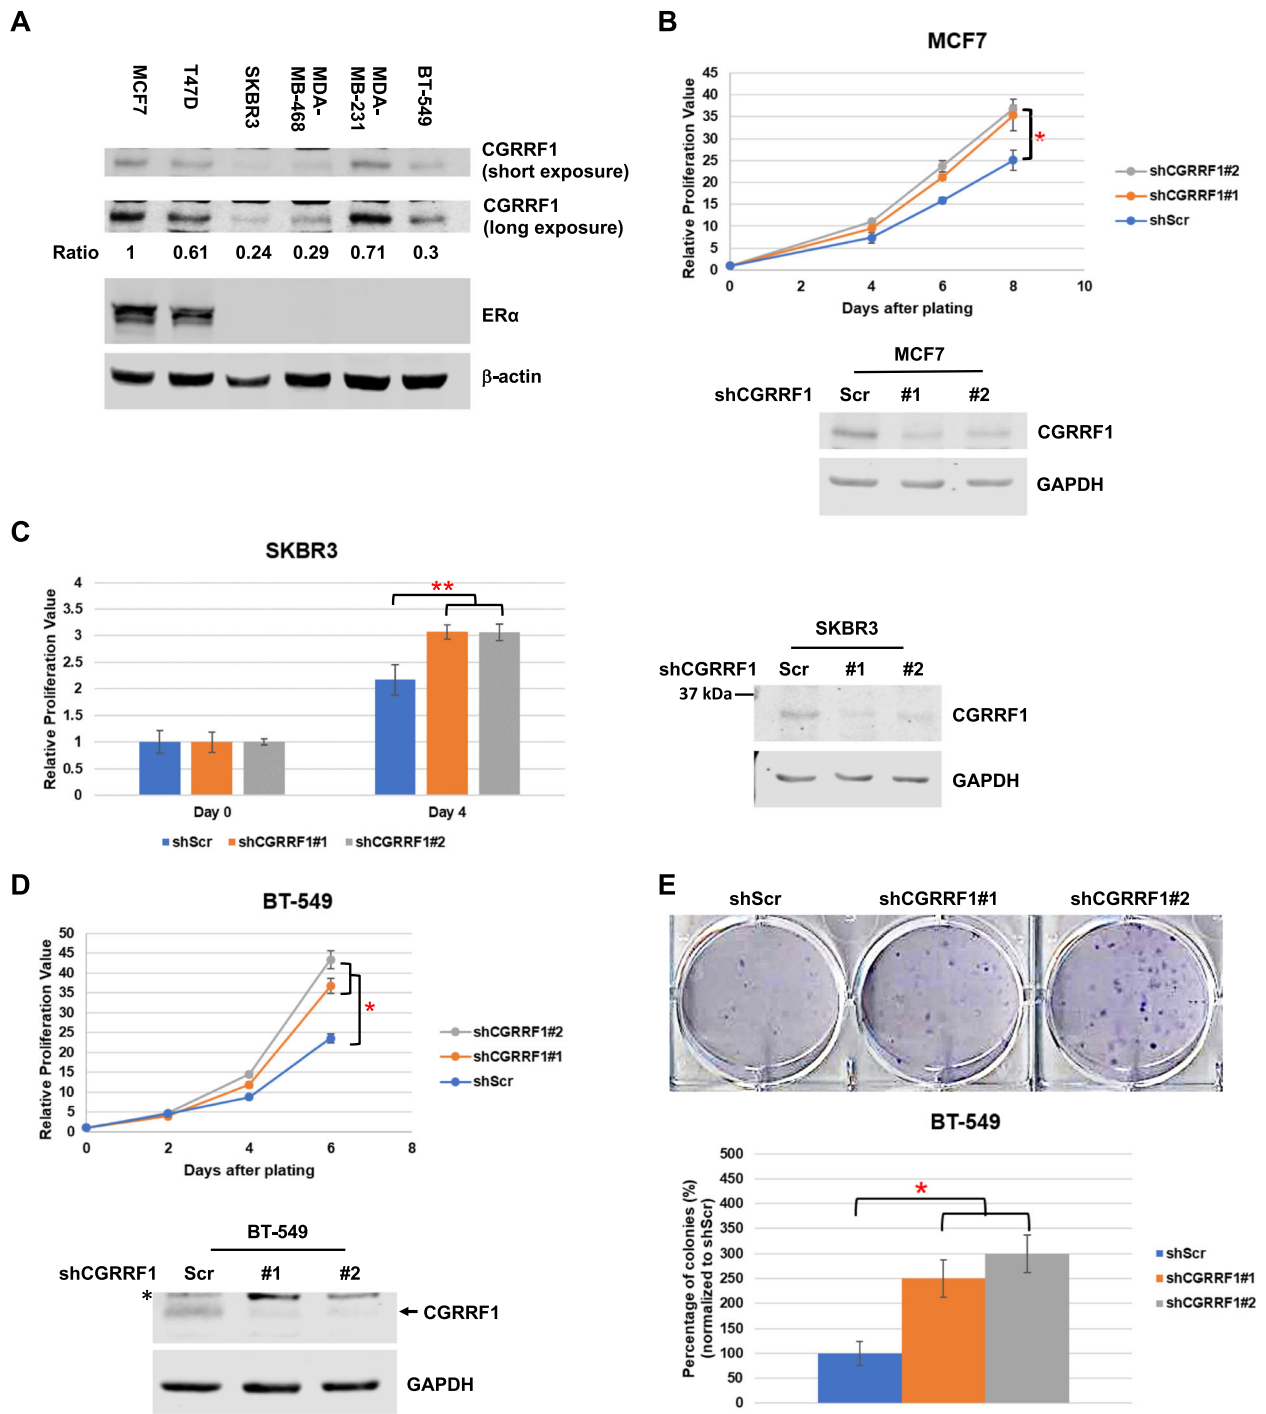 A
MCF7
T47D
SKBR3
MDA-
MB-468
MDA-
MB-231
BT-549
CGRRF1
(short exposure)
CGRRF1
(long exposure)
Ratio 1 0.61 0.24 0.29 0.71 0.3
ERα
β-actin
B
MCF7
Relative Proliferation Value
45
40
35
30
25
20
15
10
5
0
0 2 4 6 8 10
Days after plating
*
shCGRRF1#2
shCGRRF1#1
shScr
MCF7
shCGRRF1 Scr #1 #2
CGRRF1
GAPDH
C
SKBR3
Relative Proliferation Value
4
3.5
3
2.5
2
1.5
1
0.5
0
**
Day 0 Day 4
shScr shCGRRF1#1 shCGRRF1#2
SKBR3
shCGRRF1 Scr #1 #2
37 kDa
CGRRF1
GAPDH
D
BT-549
Relative Proliferation Value
50
45
40
35
30
25
20
15
10
5
0
0 2 4 6 8
Days after plating
*
shCGRRF1#2
shCGRRF1#1
shScr
BT-549
shCGRRF1 Scr #1 #2
*
CGRRF1
GAPDH
E
shScr shCGRRF1#1 shCGRRF1#2
BT-549
Percentage of colonies (%)
(normalized to shScr)
500
450
400
350
300
250
200
150
100
50
0
*
shScr
shCGRRF1#1
shCGRRF1#2